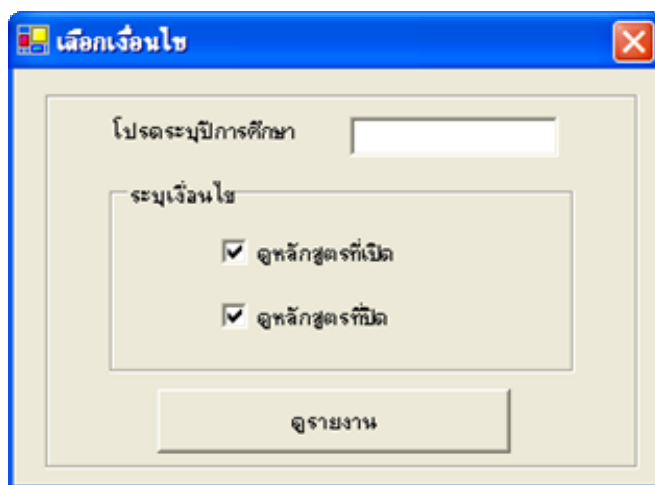 เลือกเงื่อนไข
โปรดระบุปีการศึกษา
ระบุเงื่อนไข
ดูหลักสูตรที่เปิด
ดูหลักสูตรที่ปิด
ดูรายงาน